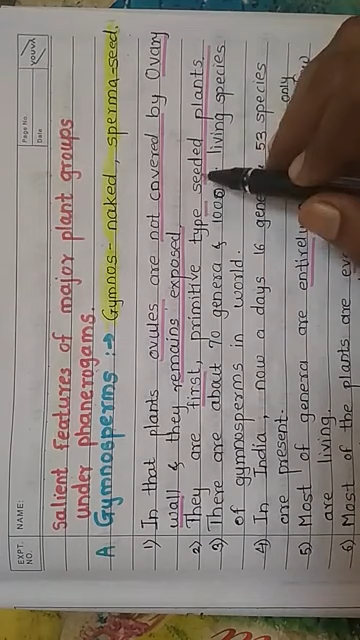 EXPT. NO.
NAME:
Page No.
Date
YOUVA
Salient Features of major plant groups
under phanerngams.
A Gymnosperms :→ Gymnos:- naked, sperma-seed.
1) In that plants ovules are not covered by Ovary
wall & they remains exposed.
2) They are first, primitive type seeded plants
3) There are about 70 genera & 1000 living species
of gymnosperms in world.
4) In India, now a days 16 53 species
are present.
5) Most of genera are only
are living.
6) Most of the plants are